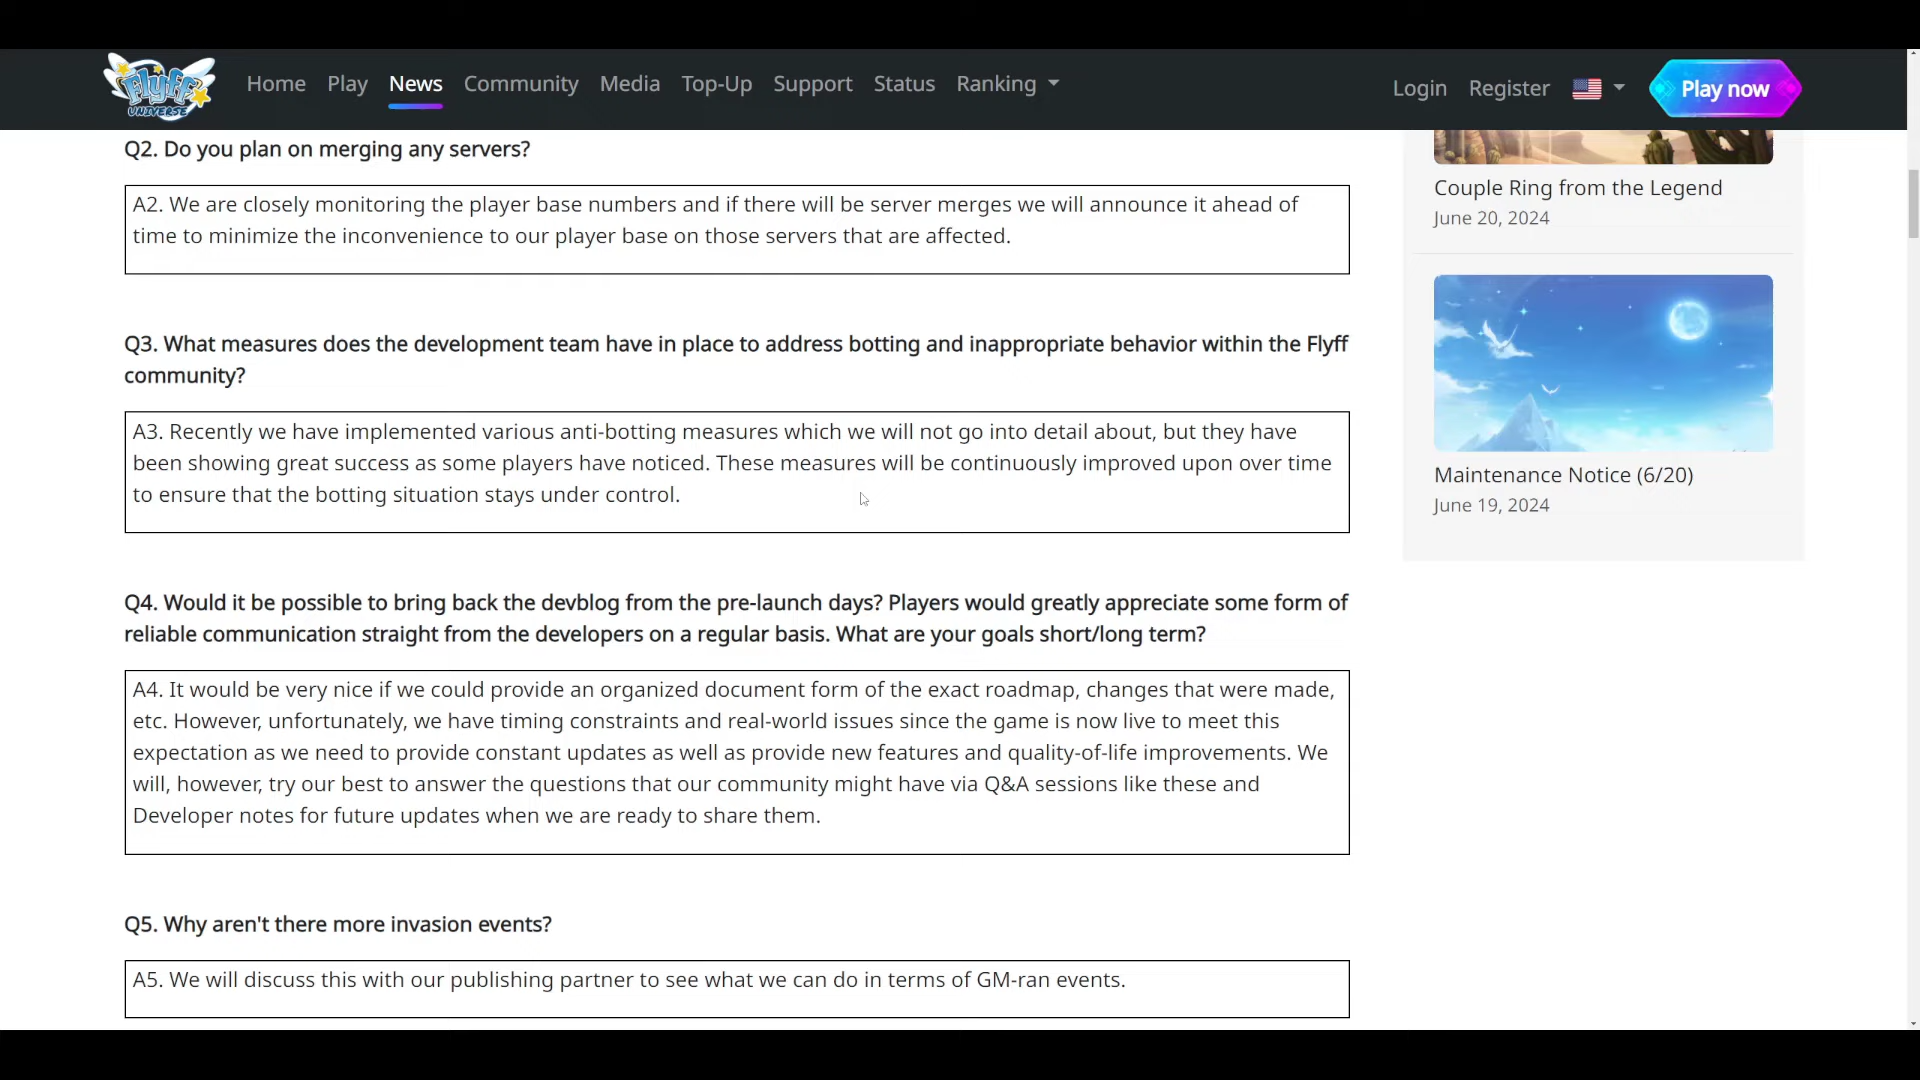 Flyff
UNIVERSE
Home Play News Community Media Top-Up Support Status Ranking
Login Register Play now
Q2. Do you plan on merging any servers?
A2. We are closely monitoring the player base numbers and if there will be server merges we will announce it ahead of
time to minimize the inconvenience to our player base on those servers that are affected.
Q3. What measures does the development team have in place to address botting and inappropriate behavior within the Flyff
community?
A3. Recently we have implemented various anti-botting measures which we will not go into detail about, but they have
been showing great success as some players have noticed. These measures will be continuously improved upon over time
to ensure that the botting situation stays under control.
Q4. Would it be possible to bring back the devblog from the pre-launch days? Players would greatly appreciate some form of
reliable communication straight from the developers on a regular basis. What are your goals short/long term?
A4. It would be very nice if we could provide an organized document form of the exact roadmap, changes that were made,
etc. However, unfortunately, we have timing constraints and real-world issues since the game is now live to meet this
expectation as we need to provide constant updates as well as provide new features and quality-of-life improvements. We
will, however, try our best to answer the questions that our community might have via Q&A sessions like these and
Developer notes for future updates when we are ready to share them.
Q5. Why aren't there more invasion events?
A5. We will discuss this with our publishing partner to see what we can do in terms of GM-ran events.
Couple Ring from the Legend
June 20, 2024
Maintenance Notice (6/20)
June 19, 2024